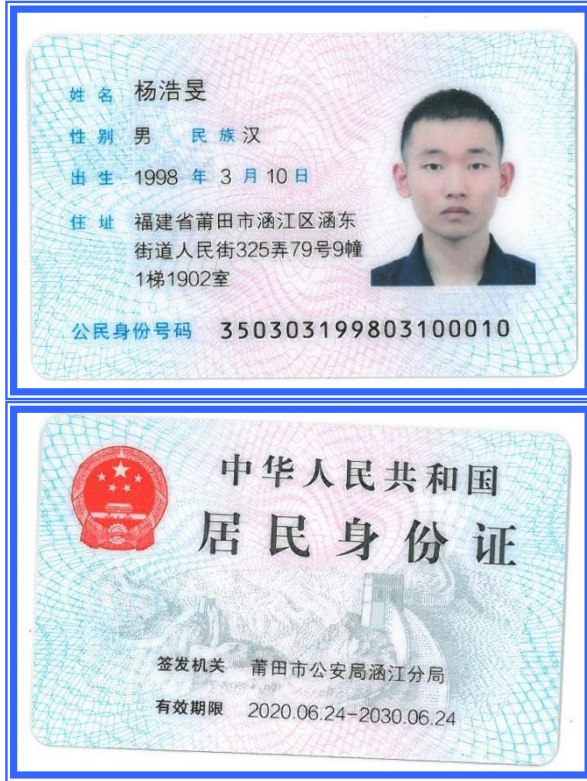 姓名 杨浩旻
性别 男 民族 汉
出生 1998 年 3 月 10 日
住址 福建省莆田市涵江区涵东
街道人民街325弄79号9幢
1梯1902室
公民身份号码 350303199803100010
中华人民共和国
居民身份证
签发机关 莆田市公安局涵江分局
有效期限 2020.06.24-2030.06.24